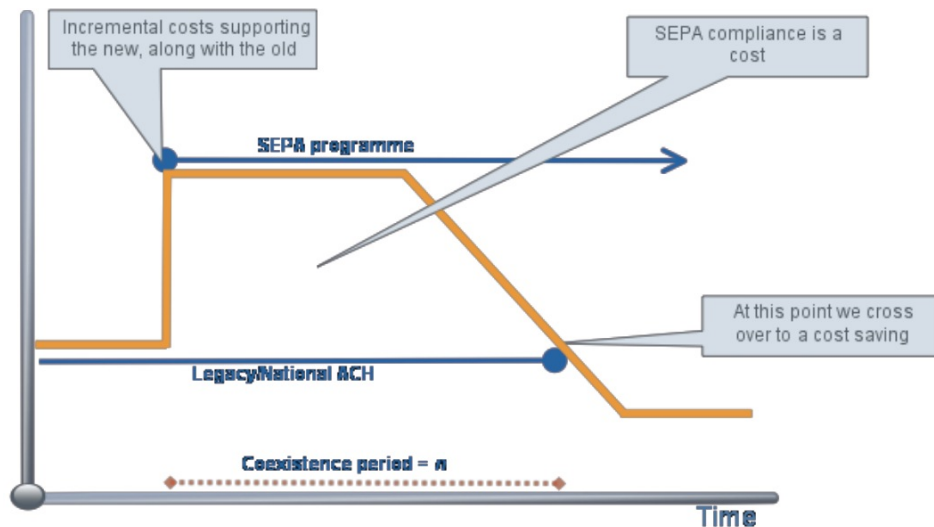 Incremental costs supporting
the new, along with the old
SEPA compliance is a
cost
SEPA programme
At this point we cross
over to a cost saving
Legacy/National ACH
Coexistence period = n
Time